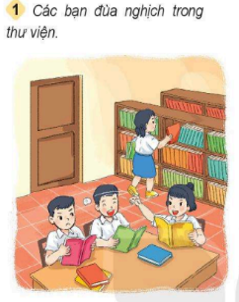 1 Các bạn đùa nghịch trong
thư viện.